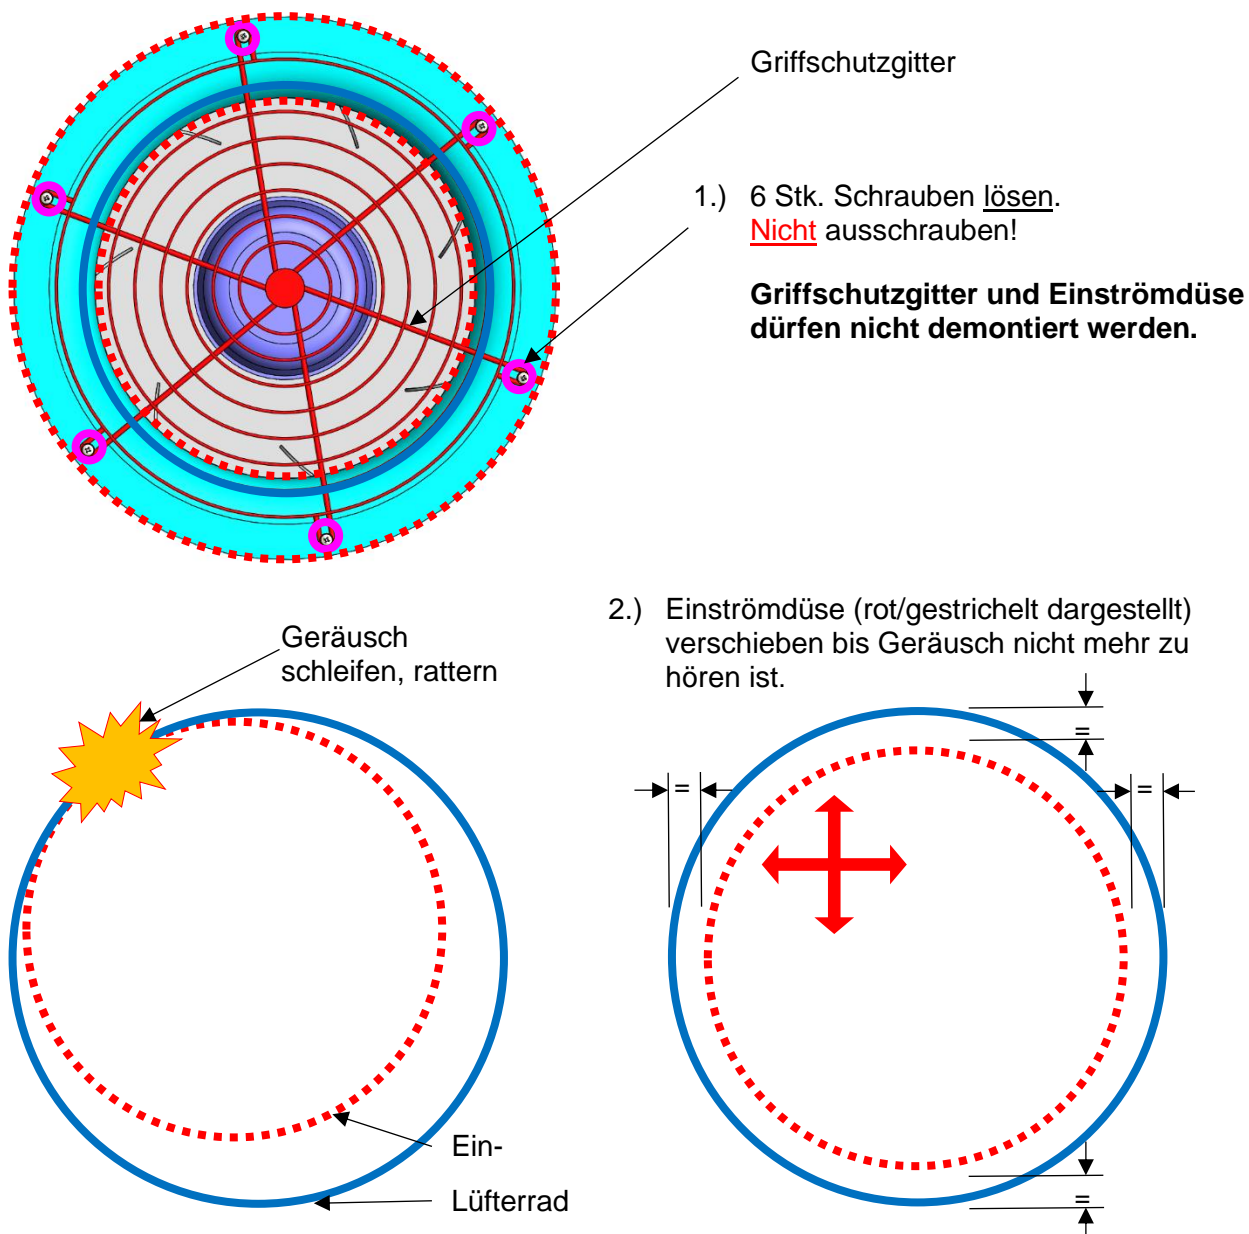 Griffschutzgitter
1.) 6 Stk. Schrauben lösen.
Nicht ausschrauben!
Griffschutzgitter und Einströmdüse
dürfen nicht demontiert werden.
2.) Einströmdüse (rot/gestrichelt dargestellt)
verschieben bis Geräusch nicht mehr zu
hören ist.
Geräusch
schleifen, rattern
=
=
=
=
Ein-
Lüfterrad